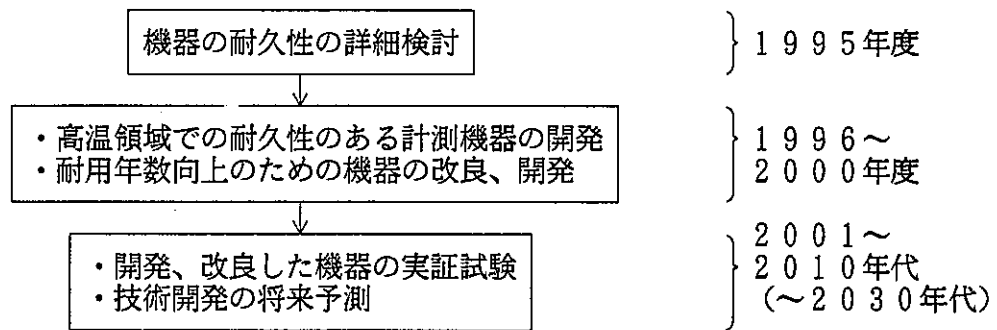 機器の耐久性の詳細検討
1995年度
・高温領域での耐久性のある計測機器の開発
・耐用年数向上のための機器の改良、開発
1996～
2000年度
・開発、改良した機器の実証試験
・技術開発の将来予測
2001～
2010年代
(～2030年代)